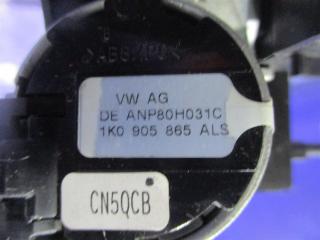 VW AG
DE ANP80H031C
1K0 905 865 ALS
CN5QCB